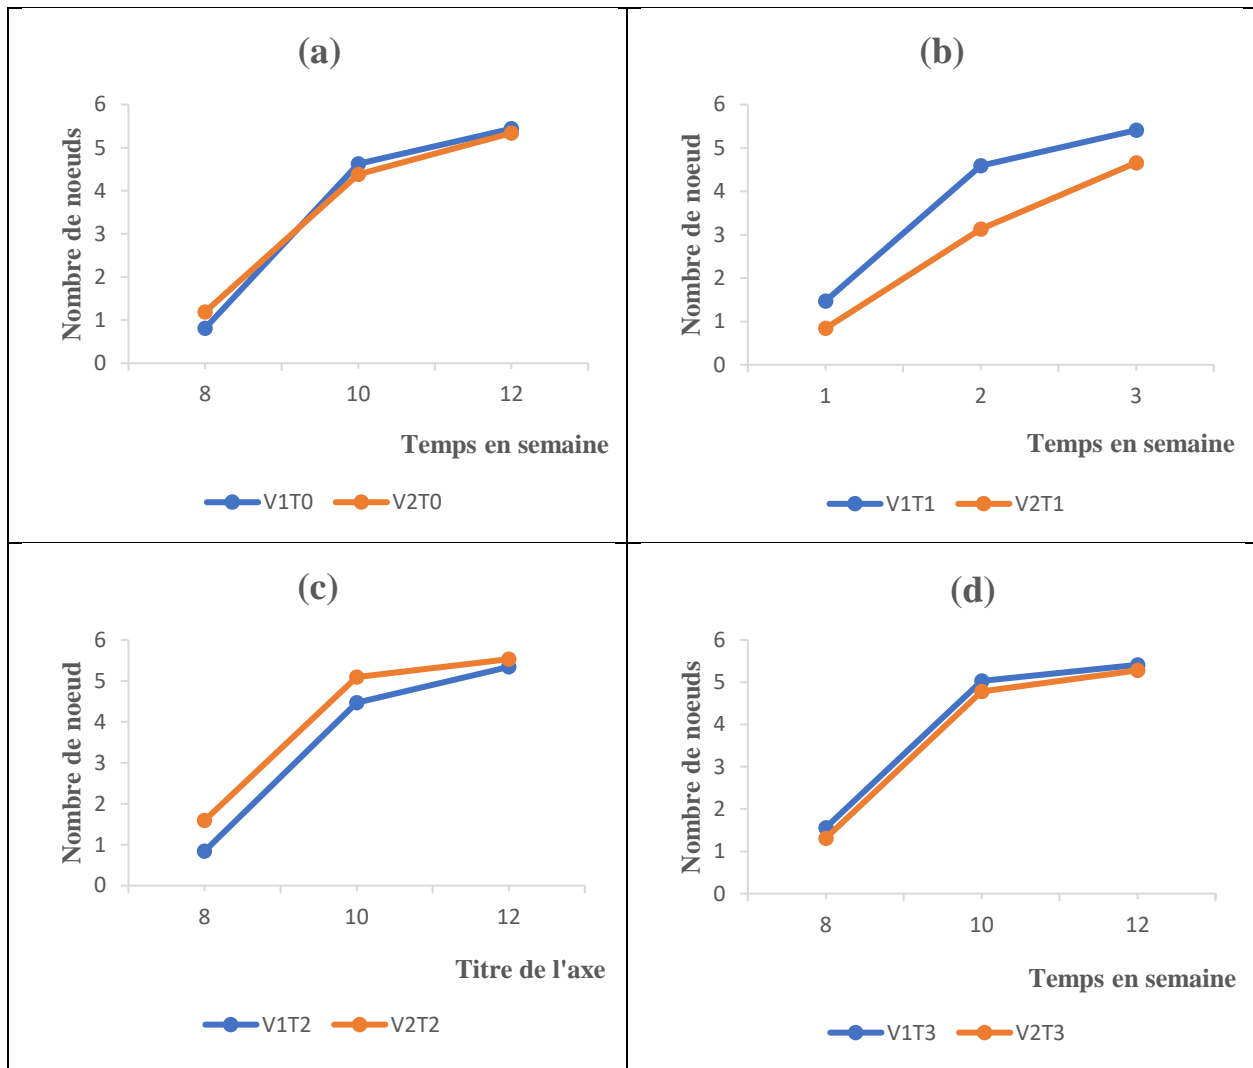 (a)
Nombre de noeuds
6
5
4
3
2
1
0
8 10 12
Temps en semaine
V1T0 V2T0
(b)
Nombre de noeud
6
5
4
3
2
1
0
1 2 3
Temps en semaine
V1T1 V2T1
(c)
Nombre de noeud
6
5
4
3
2
1
0
8 10 12
Titre de l'axe
V1T2 V2T2
(d)
Nombre de noeuds
6
5
4
3
2
1
0
8 10 12
Temps en semaine
V1T3 V2T3